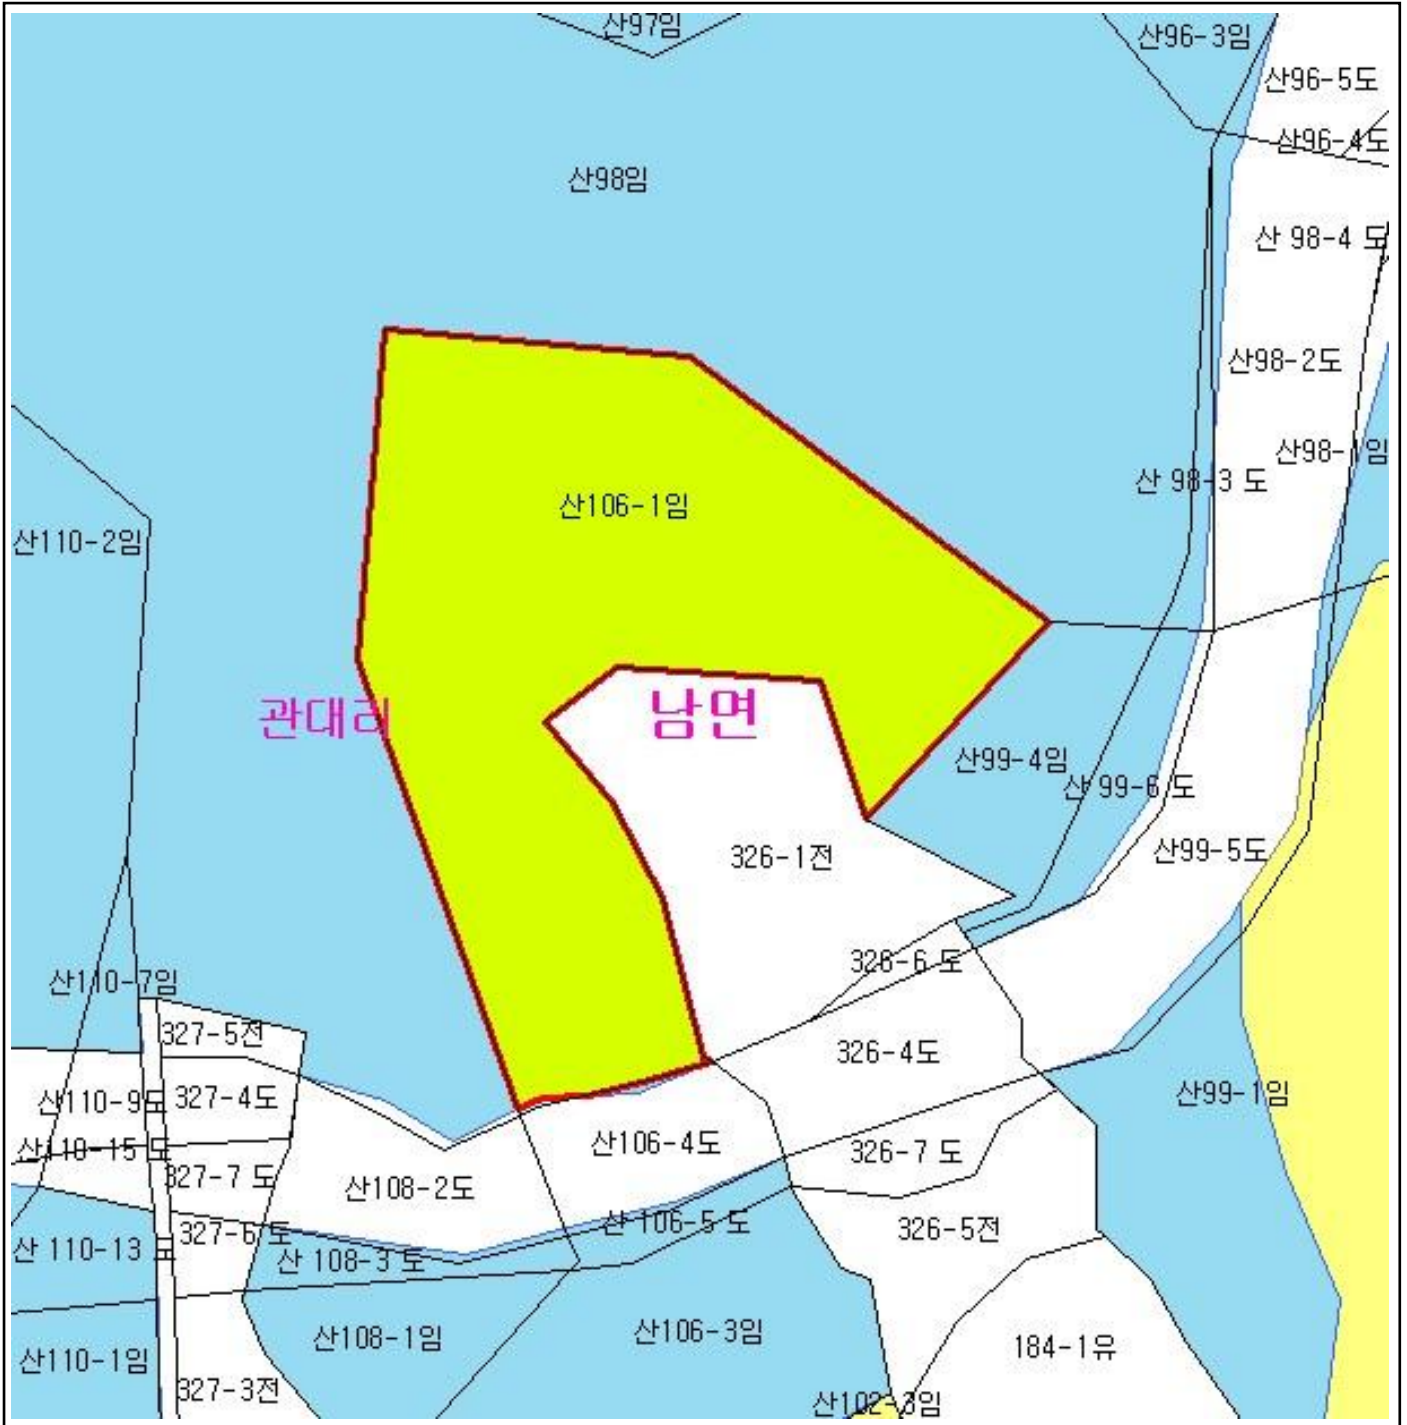 산97임
산96-3임
산96-5도
산96-4도
산98임
산 98-4 도
산98-2도
산98-1임
산 98-3 도
산106-1임
산110-2임
관대리
남면
산99-4임
산 99-6 도
산99-5도
326-1전
326-6 도
산110-7임
327-5전
326-4도
산99-1임
산110-9도
327-4도
산110-15 도
산106-4도
326-7 도
327-7 도
산108-2도
산 106-5 도
326-5전
327-6 도
산 110-13 도
산 108-3 도
산108-1임
산106-3임
184-1유
산110-1임
327-3전
산102-3임